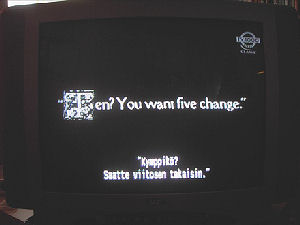 "Ten? You want five change."
"Kymppikö?
Saatte viitosen takaisin."